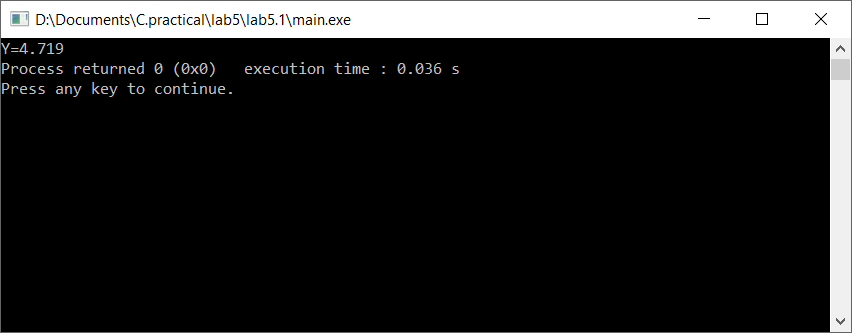 D:\Documents\C.practical\lab5\lab5.1\main.exe
Y=4.719
Process returned 0 (0x0)   execution time : 0.036 s
Press any key to continue.